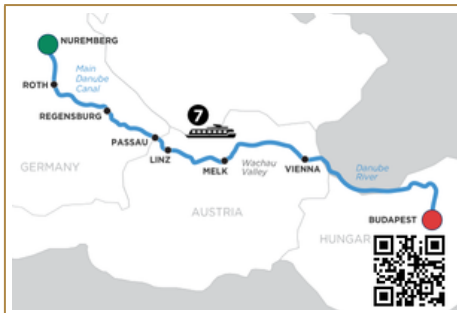 NUREMBERG
Main
Danube
Canal
ROTH
REGENSBURG
7
PASSAU
LINZ
MELK
Wachau
Valley
VIENNA
Danube
River
GERMANY
AUSTRIA
BUDAPEST
HUNGAR